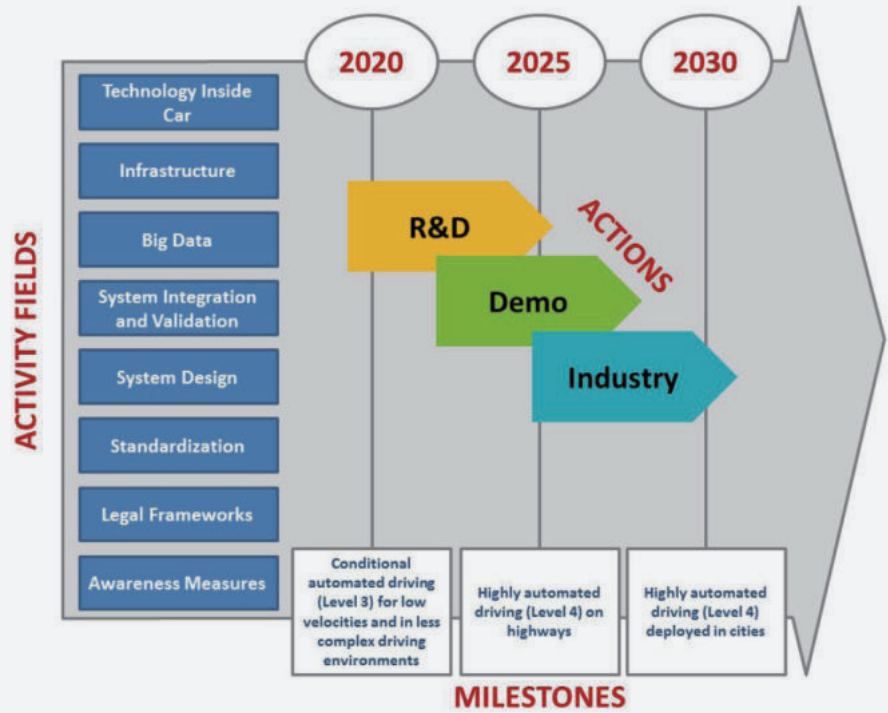 2020
2025
2030
ACTIVITY FIELDS
Technology Inside
Car
Infrastructure
Big Data
System Integration
and Validation
System Design
Standardization
Legal Frameworks
Awareness Measures
R&D
Demo
Industry
ACTIONS
Conditional
automated driving
(Level 3) for low
velocities and in less
complex driving
environments
Highly automated
driving (Level 4) on
highways
Highly automated
driving (Level 4)
deployed in cities
MILESTONES